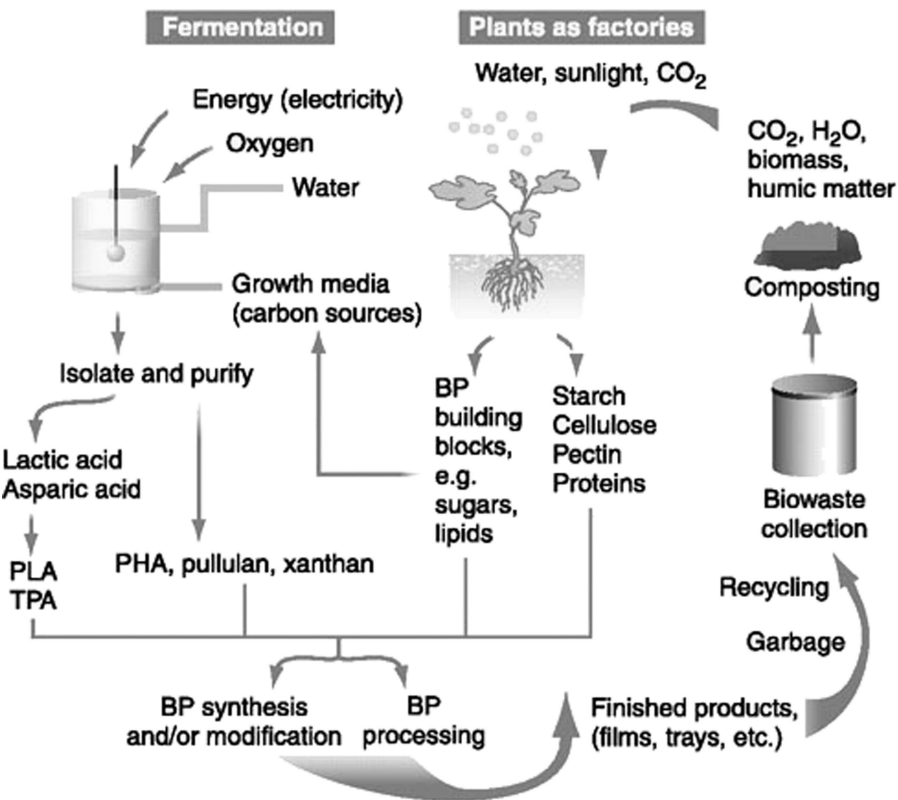 Fermentation
Plants as factories
Water, sunlight, CO₂
Energy (electricity)
Oxygen
Water
CO₂, H₂O,
biomass,
humic matter
Growth media
(carbon sources)
Composting
Isolate and purify
BP
building
blocks,
e.g.
sugars,
lipids
Starch
Cellulose
Pectin
Proteins
Lactic acid
Asparic acid
Biowaste
collection
PHA, pullulan, xanthan
PLA
TPA
Recycling
Garbage
BP synthesis
and/or modification
BP
processing
Finished products,
(films, trays, etc.)